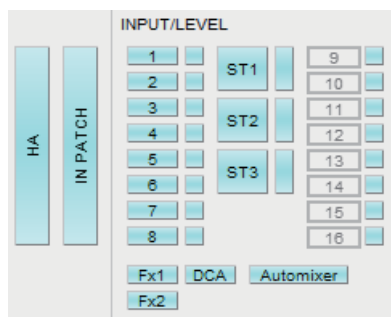 INPUT/LEVEL
HA
IN PATCH
1
2
3
4
5
6
7
8
ST1
ST2
ST3
9
10
11
12
13
14
15
16
Fx1 DCA Automixer
Fx2